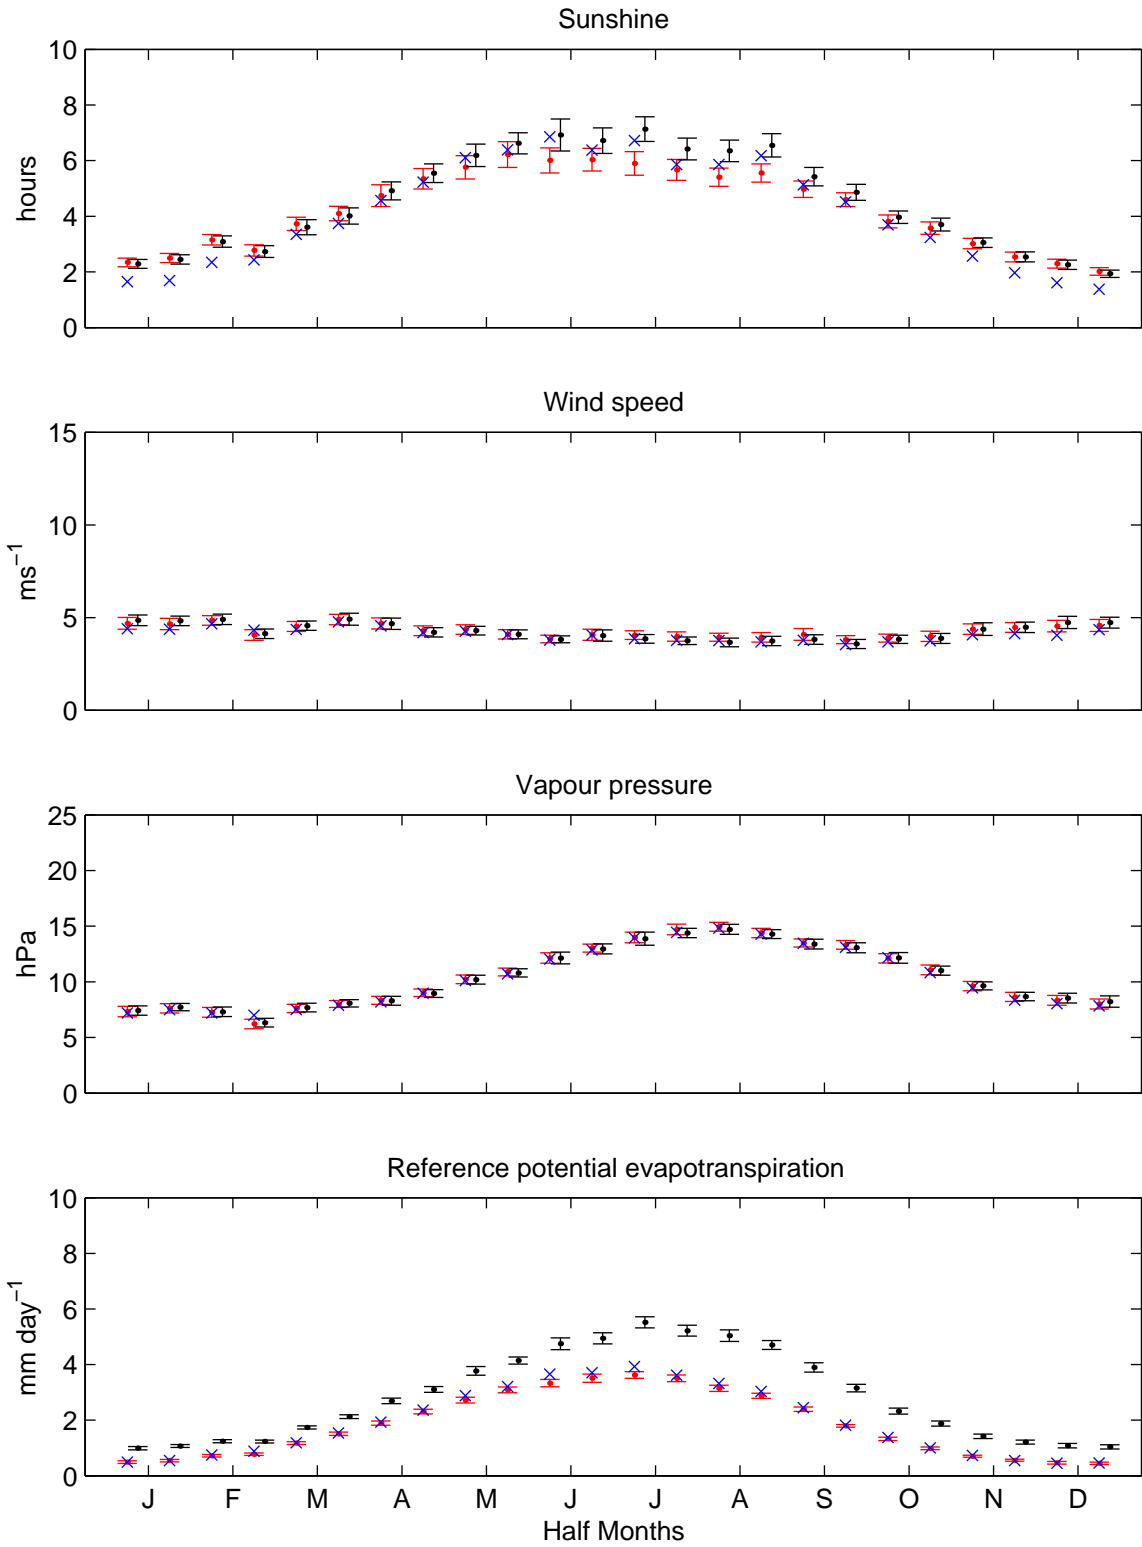 Sunshine
10
8
6
4
2
0
hours
Wind speed
15
10
5
0
ms⁻¹
Vapour pressure
25
20
15
10
5
0
hPa
Reference potential evapotranspiration
10
8
6
4
2
0
mm day⁻¹
J F M A M J J A S O N D
Half Months